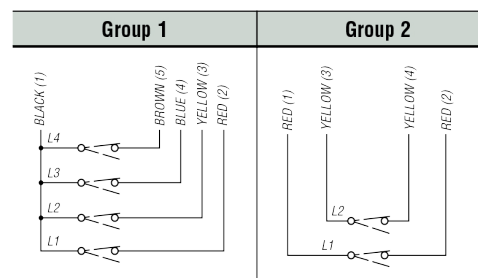 Group 1
Group 2
BLACK (1)
BROWN (5)
BLUE (4)
YELLOW (3)
RED (2)
L4
L3
L2
L1
RED (1)
YELLOW (3)
YELLOW (4)
RED (2)
L2
L1